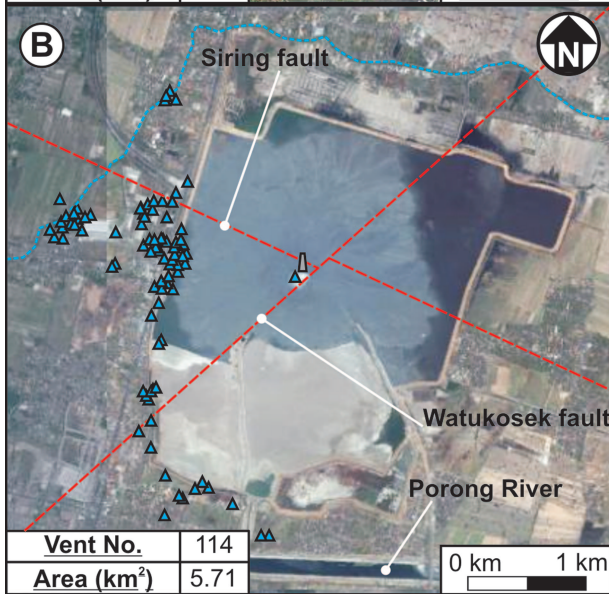 B
Siring fault
N
Watukosek fault
Porong River
Vent No. 114
Area (km²) 5.71
0 km 1 km